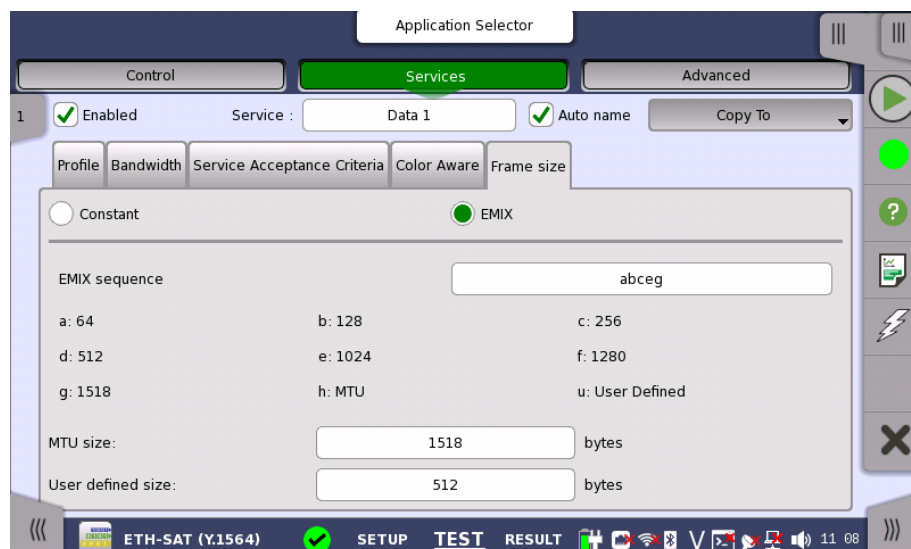 Application Selector
Control Services Advanced
1 Enabled Service : Data 1 Auto name Copy To
Profile Bandwidth Service Acceptance Criteria Color Aware Frame size
Constant EMIX
EMIX sequence abceg
a: 64 b: 128 c: 256
d: 512 e: 1024 f: 1280
g: 1518 h: MTU u: User Defined
MTU size: 1518 bytes
User defined size: 512 bytes
ETH-SAT (Y.1564) SETUP TEST RESULT V 11 08